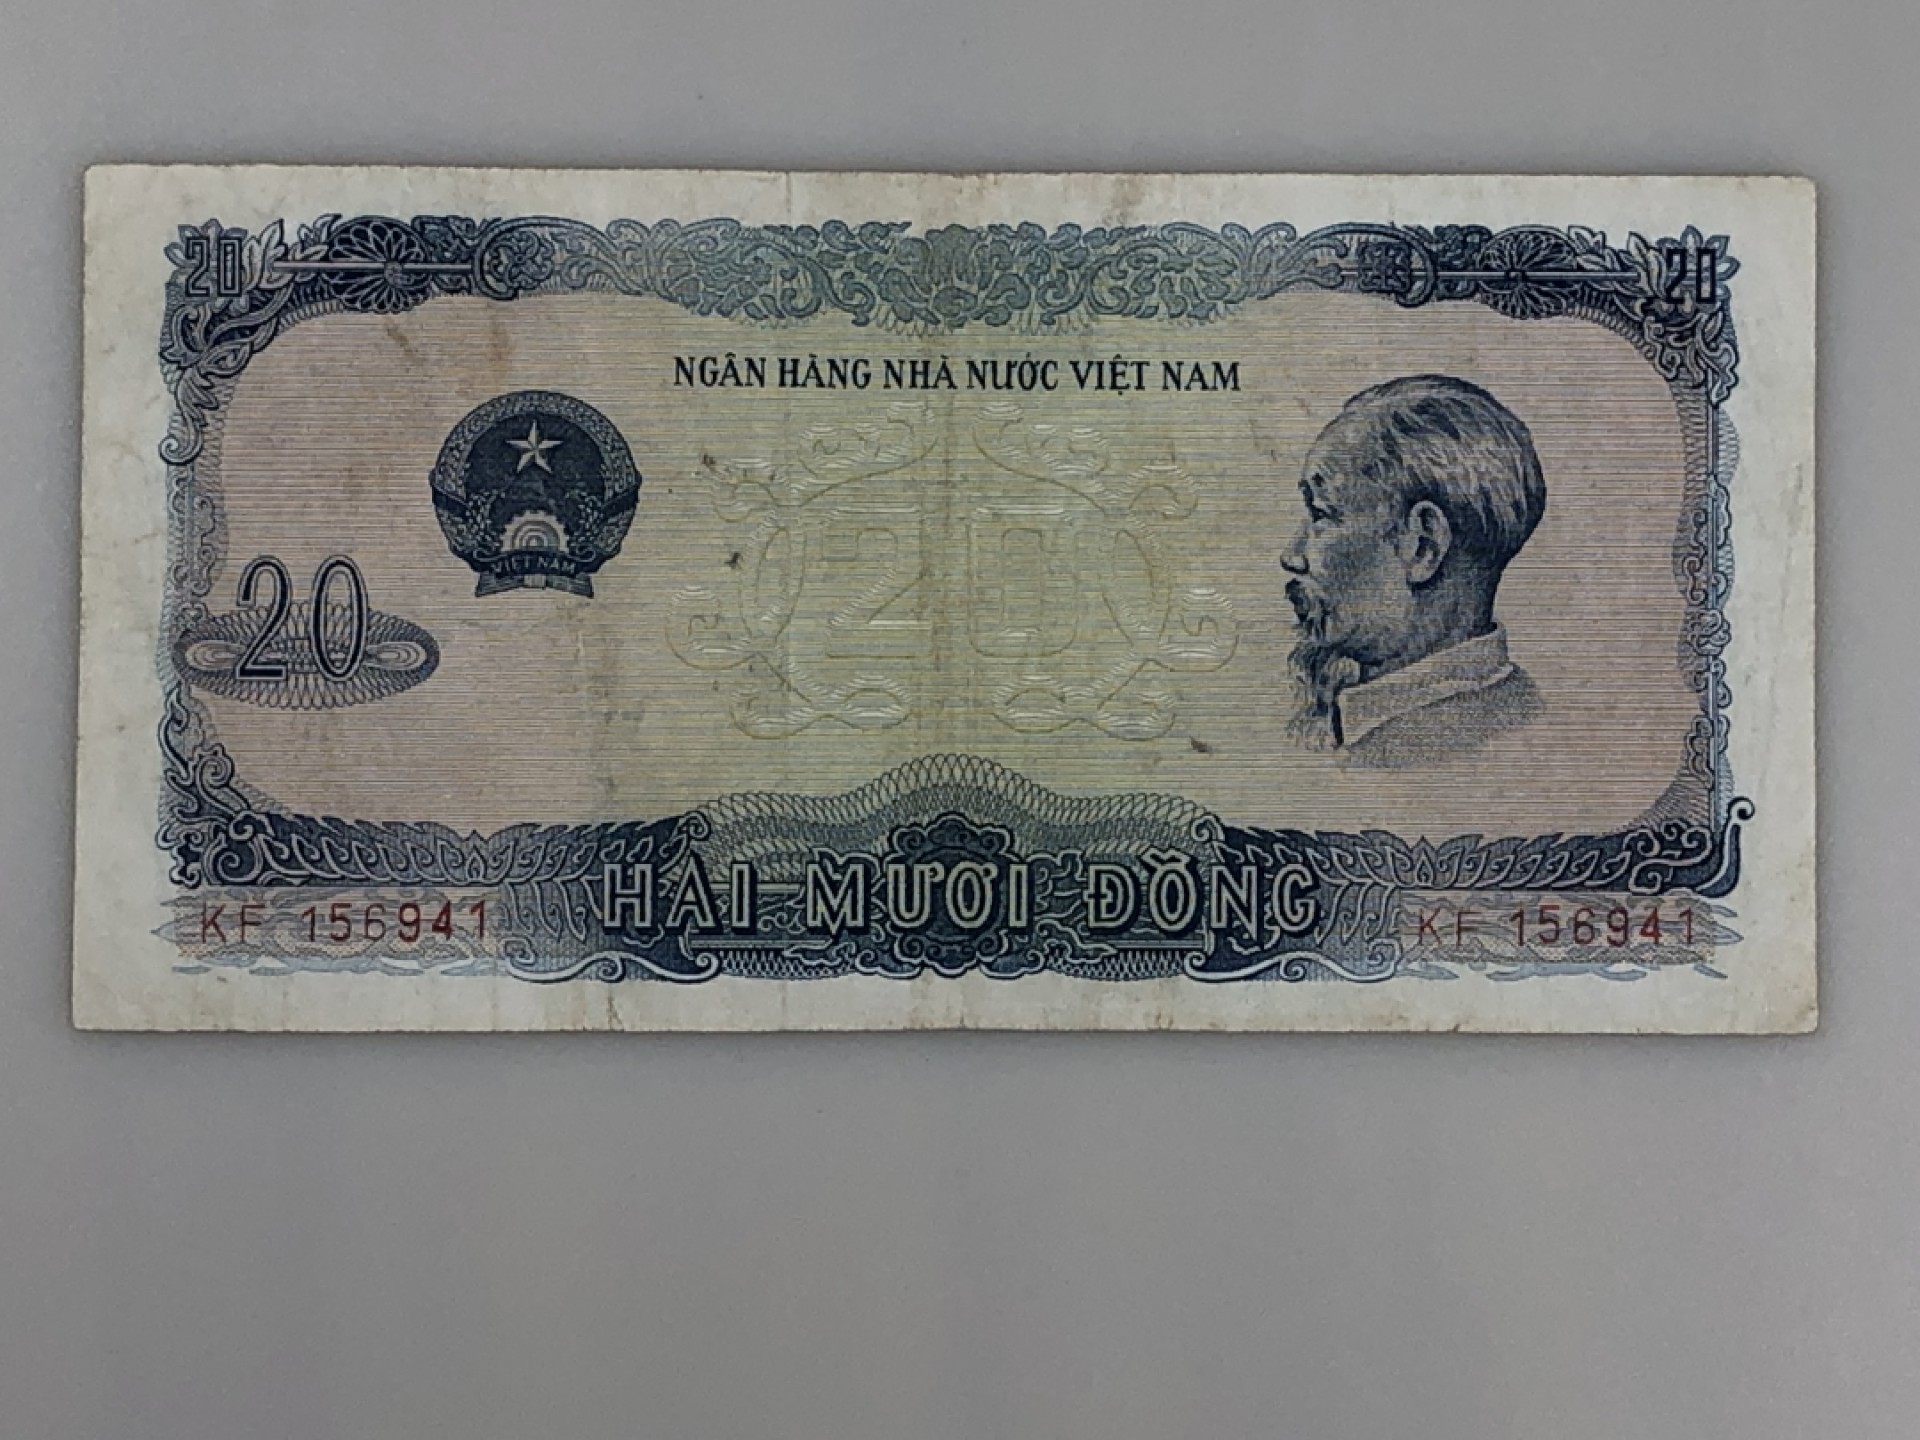 20 20
NGÂN HÀNG NHÀ NƯỚC VIỆT NAM
VIỆT NAM
20
20
HAI MƯƠI ĐỒNG
KF 156941 KF 156941